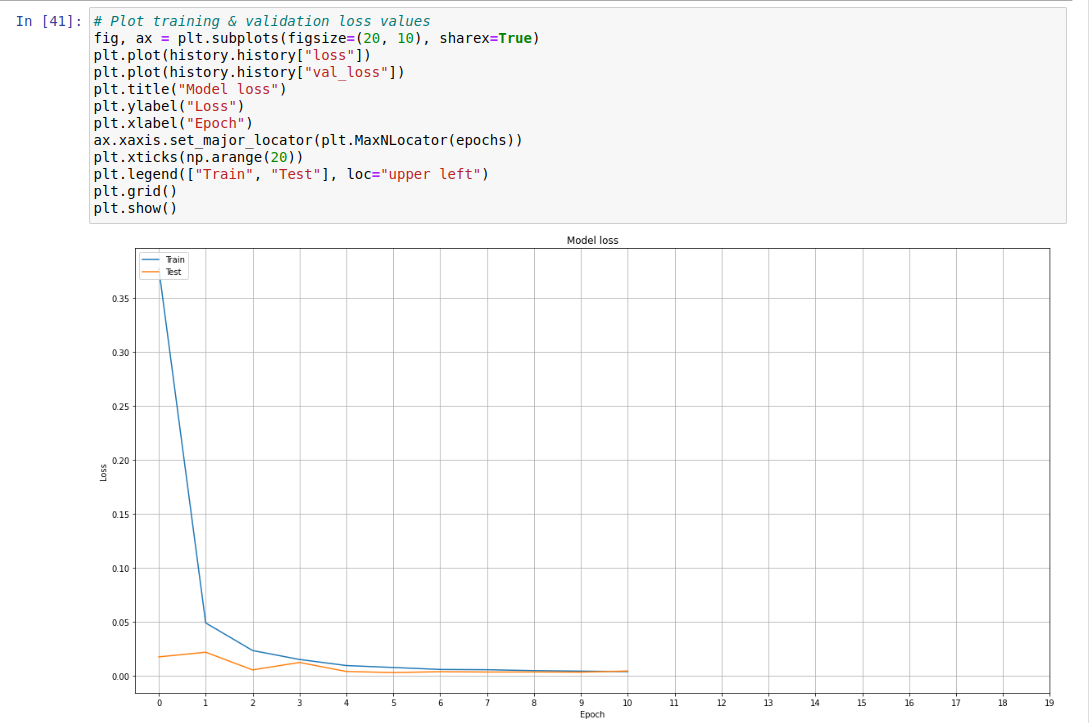 In [41]:
# Plot training & validation loss values
fig, ax = plt.subplots(figsize=(20, 10), sharex=True)
plt.plot(history.history["loss"])
plt.plot(history.history["val_loss"])
plt.title("Model loss")
plt.ylabel("Loss")
plt.xlabel("Epoch")
ax.xaxis.set_major_locator(plt.MaxNLocator(epochs))
plt.xticks(np.arange(20))
plt.legend(["Train", "Test"], loc="upper left")
plt.grid()
plt.show()
Model loss
Train
Test
0.35
0.30
0.25
0.20
0.15
0.10
0.05
0.00
Loss
0 1 2 3 4 5 6 7 8 9 10 11 12 13 14 15 16 17 18 19
Epoch